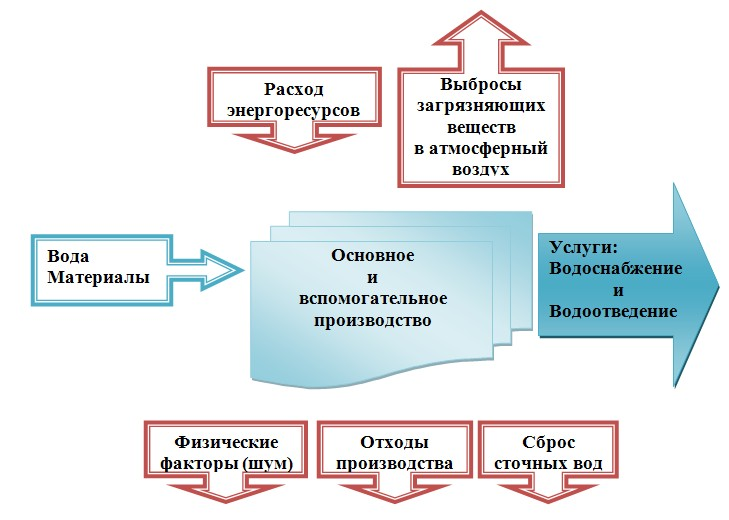 Расход
энергоресурсов
Выбросы
загрязняющих
веществ
в атмосферный
воздух
Вода
Материалы
Основное
и
вспомогательное
производство
Услуги:
Водоснабжение
и
Водоотведение
Физические
факторы (шум)
Отходы
производства
Сброс
сточных вод